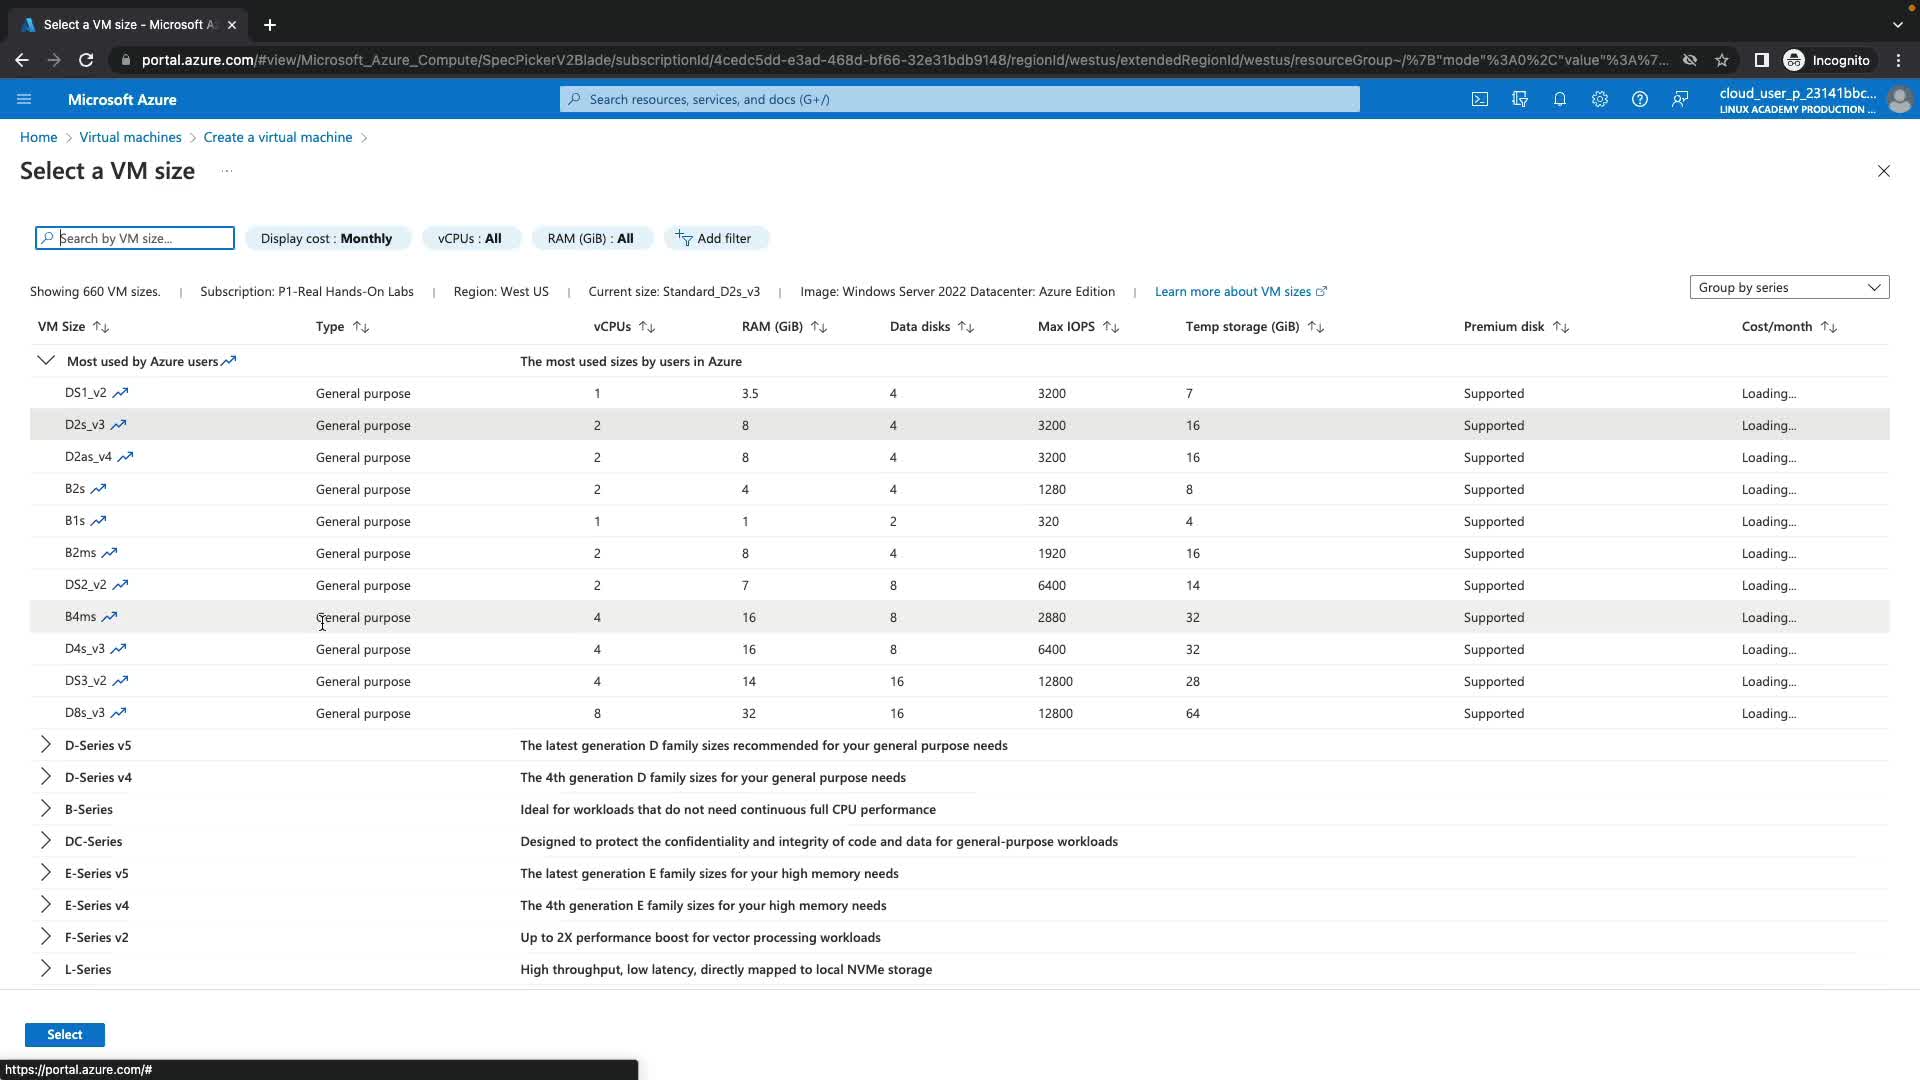 Select a VM size - Microsoft A
portal.azure.com/#view/Microsoft_Azure_Compute/SpecPickerV2Blade/subscriptionId/4cedc5dd-e3ad-468d-bf66-32e31bdb9148/regionId/westus/extendedRegionId/westus/resourceGroup~/%7B"mode"%3A0%2C"value"%3A%7... Incognito
Microsoft Azure Search resources, services, and docs (G+/) cloud_user_p_23141bbc...
LINUX ACADEMY PRODUCTION ...
Home > Virtual machines > Create a virtual machine >
Select a VM size ...
Search by VM size... Display cost : Monthly vCPUs : All RAM (GiB) : All Add filter
Showing 660 VM sizes. | Subscription: P1-Real Hands-On Labs | Region: West US | Current size: Standard_D2s_v3 | Image: Windows Server 2022 Datacenter: Azure Edition | Learn more about VM sizes Group by series
VM Size Type vCPUs RAM (GiB) Data disks Max IOPS Temp storage (GiB) Premium disk Cost/month
Most used by Azure users The most used sizes by users in Azure
DS1_v2 General purpose 1 3.5 4 3200 7 Supported Loading...
D2s_v3 General purpose 2 8 4 3200 16 Supported Loading...
D2as_v4 General purpose 2 8 4 3200 16 Supported Loading...
B2s General purpose 2 4 4 1280 8 Supported Loading...
B1s General purpose 1 1 2 320 4 Supported Loading...
B2ms General purpose 2 8 4 1920 16 Supported Loading...
DS2_v2 General purpose 2 7 8 6400 14 Supported Loading...
B4ms General purpose 4 16 8 2880 32 Supported Loading...
D4s_v3 General purpose 4 16 8 6400 32 Supported Loading...
DS3_v2 General purpose 4 14 16 12800 28 Supported Loading...
D8s_v3 General purpose 8 32 16 12800 64 Supported Loading...
D-Series v5 The latest generation D family sizes recommended for your general purpose needs
D-Series v4 The 4th generation D family sizes for your general purpose needs
B-Series Ideal for workloads that do not need continuous full CPU performance
DC-Series Designed to protect the confidentiality and integrity of code and data for general-purpose workloads
E-Series v5 The latest generation E family sizes for your high memory needs
E-Series v4 The 4th generation E family sizes for your high memory needs
F-Series v2 Up to 2X performance boost for vector processing workloads
L-Series High throughput, low latency, directly mapped to local NVMe storage
Select
https://portal.azure.com/#